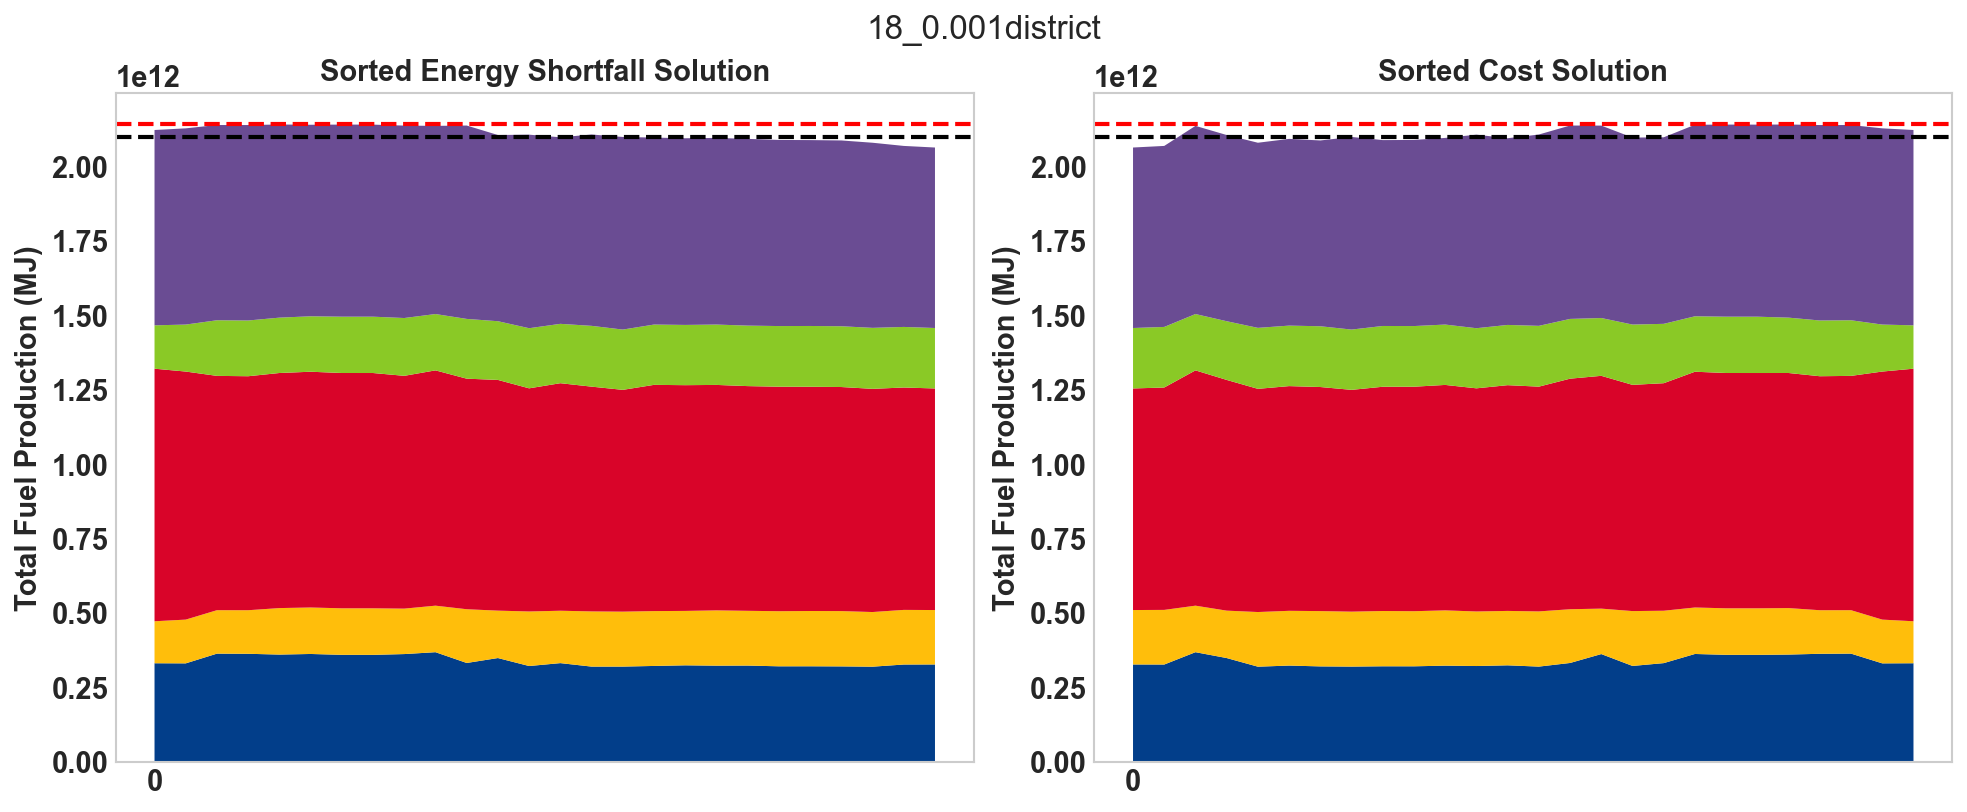 18_0.001district
Sorted Energy Shortfall Solution
1e12
Total Fuel Production (MJ)
2.00
1.75
1.50
1.25
1.00
0.75
0.50
0.25
0.00
0
Sorted Cost Solution
1e12
Total Fuel Production (MJ)
2.00
1.75
1.50
1.25
1.00
0.75
0.50
0.25
0.00
0